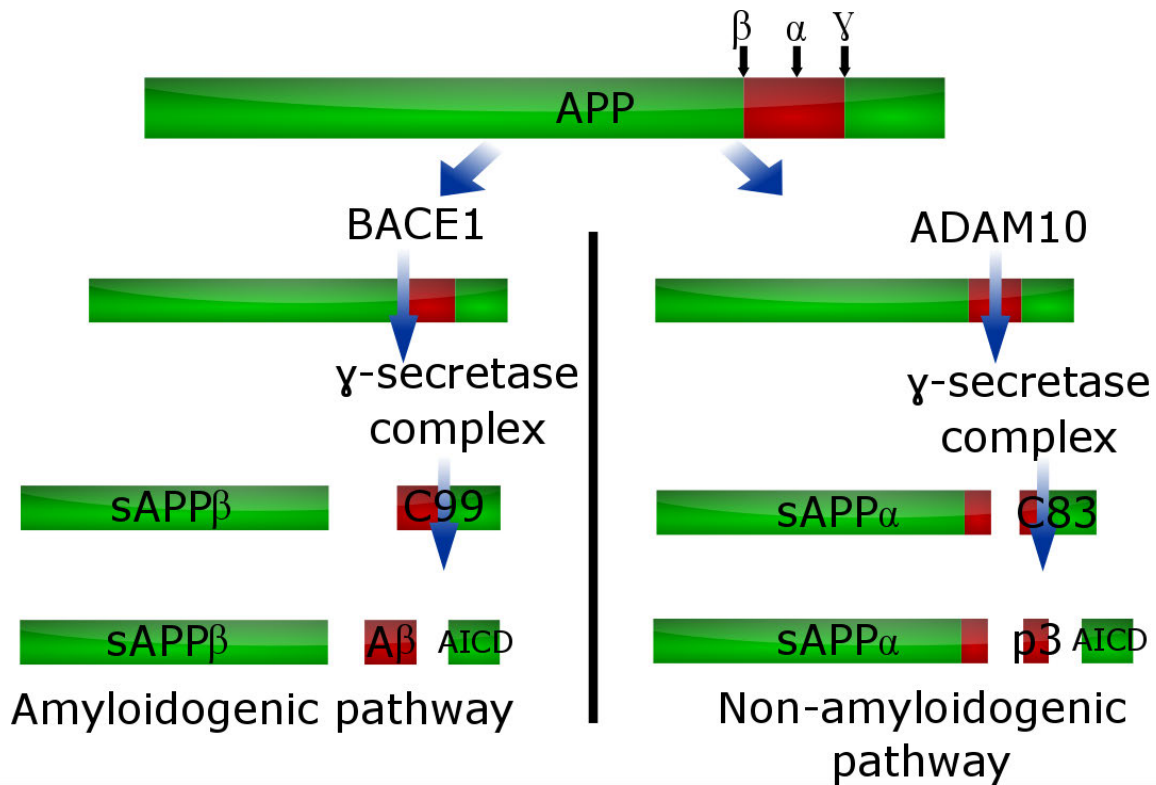 β α γ
APP
BACE1
ADAM10
γ-secretase
complex
γ-secretase
complex
sAPPβ
C99
sAPPα
C83
sAPPβ
Aβ
AICD
sAPPα
p3
AICD
Amyloidogenic pathway
Non-amyloidogenic
pathway